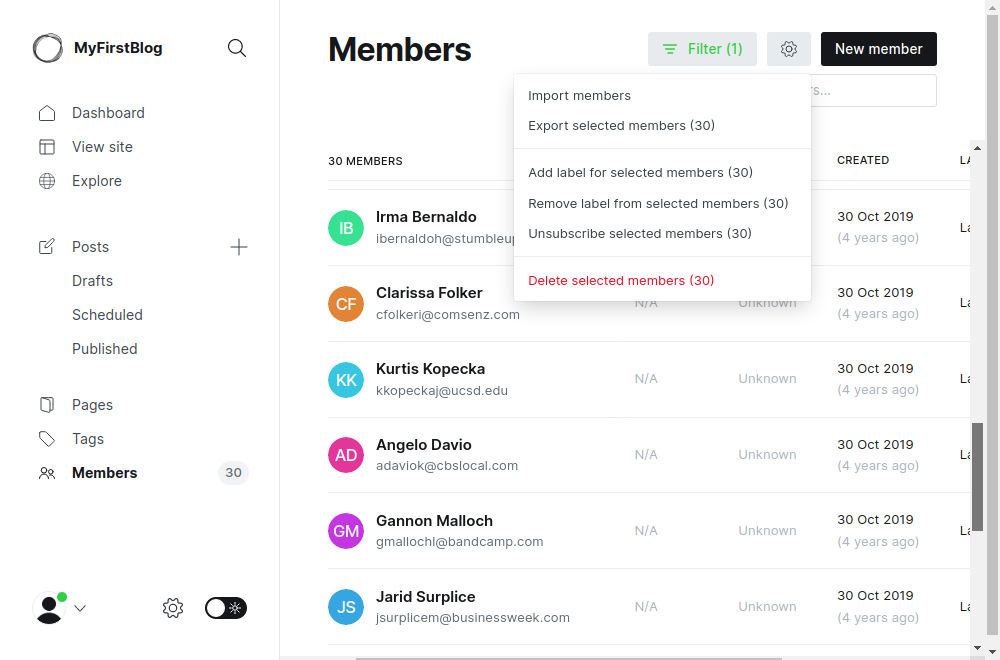 MyFirstBlog
Dashboard
View site
Explore
Posts
Drafts
Scheduled
Published
Pages
Tags
Members
30
Members
Filter (1)
New member
Import members
Export selected members (30)
Add label for selected members (30)
Remove label from selected members (30)
Unsubscribe selected members (30)
Delete selected members (30)
30 MEMBERS
CREATED
IB
Irma Bernaldo
30 Oct 2019
(4 years ago)
CF
Clarissa Folker
cfolkeri@comsenz.com
N/A
Unknown
30 Oct 2019
(4 years ago)
KK
Kurtis Kopecka
kkopeckaj@ucsd.edu
N/A
Unknown
30 Oct 2019
(4 years ago)
AD
Angelo Davio
adaviok@cbslocal.com
N/A
Unknown
30 Oct 2019
(4 years ago)
GM
Gannon Malloch
gmallochl@bandcamp.com
N/A
Unknown
30 Oct 2019
(4 years ago)
JS
Jarid Surplice
jsurplicem@businessweek.com
N/A
Unknown
30 Oct 2019
(4 years ago)